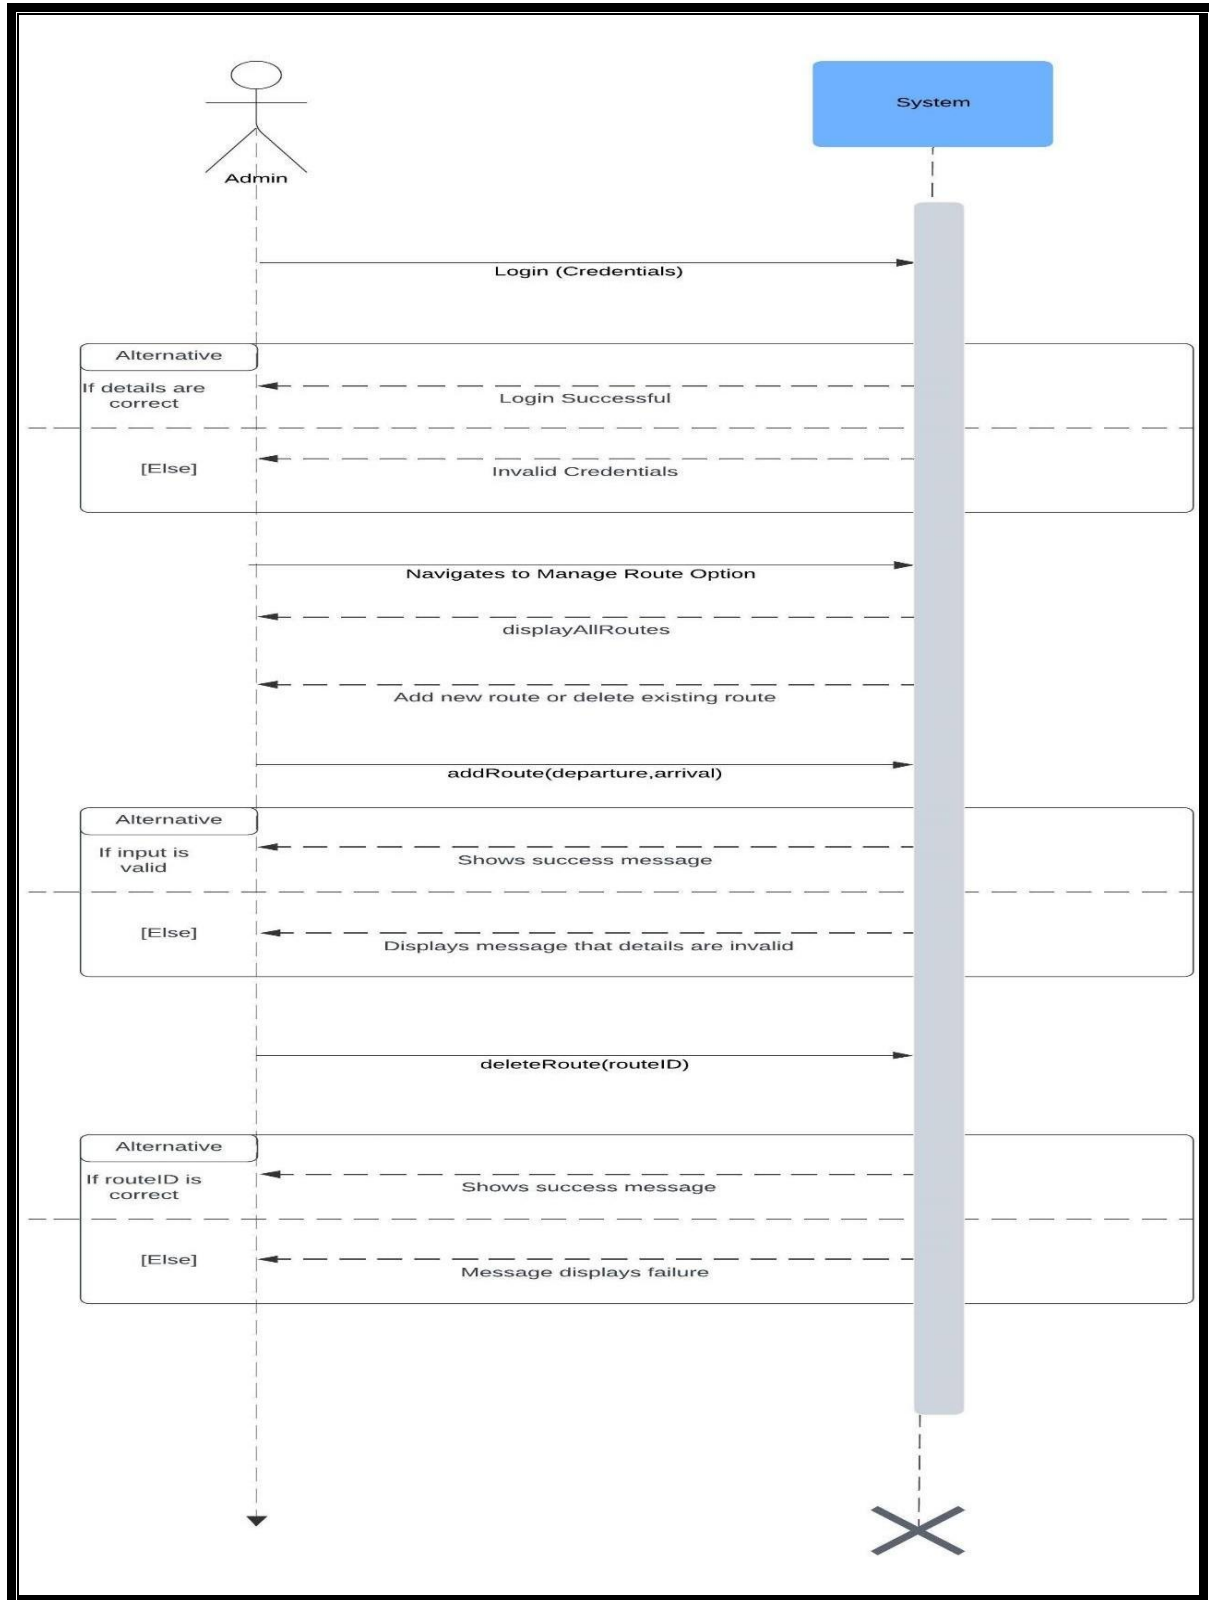 System
Admin
Login (Credentials)
Alternative
If details are
correct
Login Successful
[Else]
Invalid Credentials
Navigates to Manage Route Option
displayAllRoutes
Add new route or delete existing route
addRoute(departure,arrival)
Alternative
If input is
valid
Shows success message
[Else]
Displays message that details are invalid
deleteRoute(routeID)
Alternative
If routeID is
correct
Shows success message
[Else]
Message displays failure